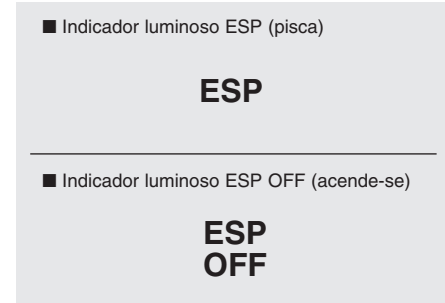 ■ Indicador luminoso ESP (pisca)
ESP
■ Indicador luminoso ESP OFF (acende-se)
ESP
OFF